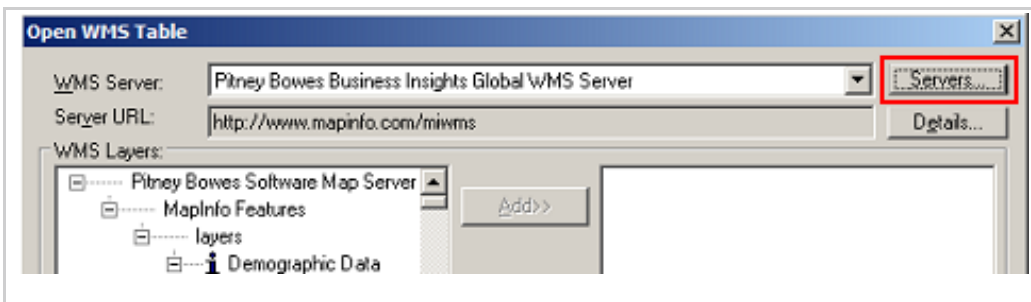 Open WMS Table
WMS Server: Pitney Bowes Business Insights Global WMS Server Servers...
Server URL: http://www.mapinfo.com/miwms Details...
WMS Layers:
Pitney Bowes Software Map Server
MapInfo Features
Add>>
layers
Demographic Data